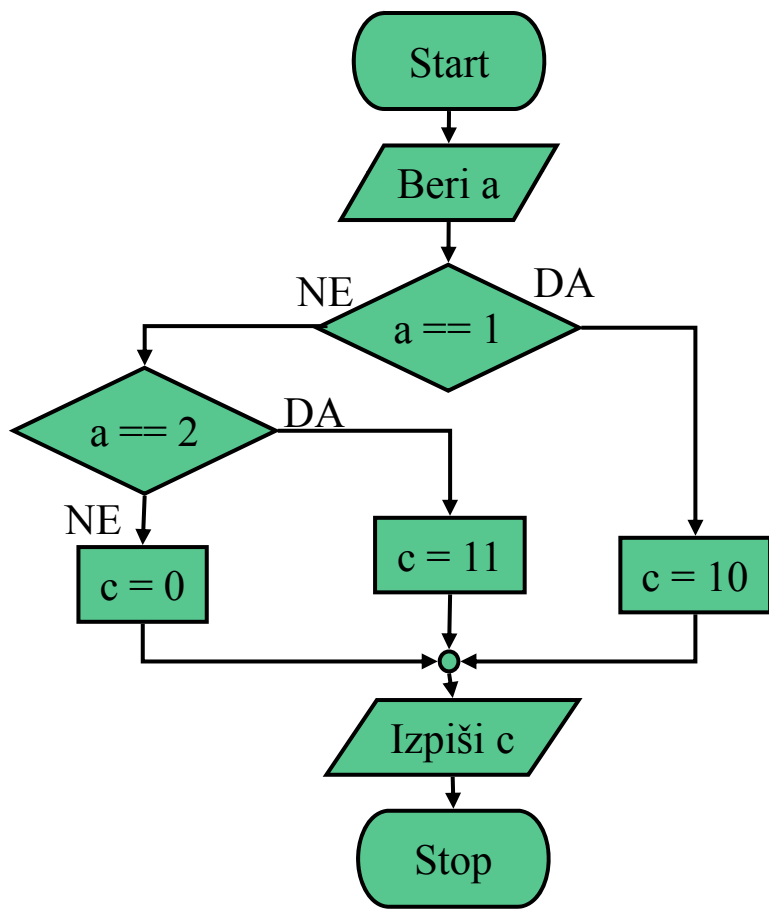 Start
Beri a
NE
DA
a == 1
a == 2
DA
NE
c = 0
c = 11
c = 10
Izpiši c
Stop